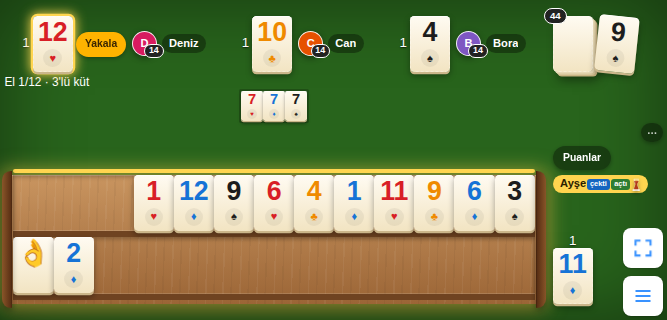 1 12 Yakala D 14 Deniz
1 10 C 14 Can
1 4 B 14 Bora
44 9
El 1/12 · 3'lü küt
7 7 7
...
Puanlar
Ayşe çekti açtı
1 12 9 6 4 1 11 9 6 3
2
1
11